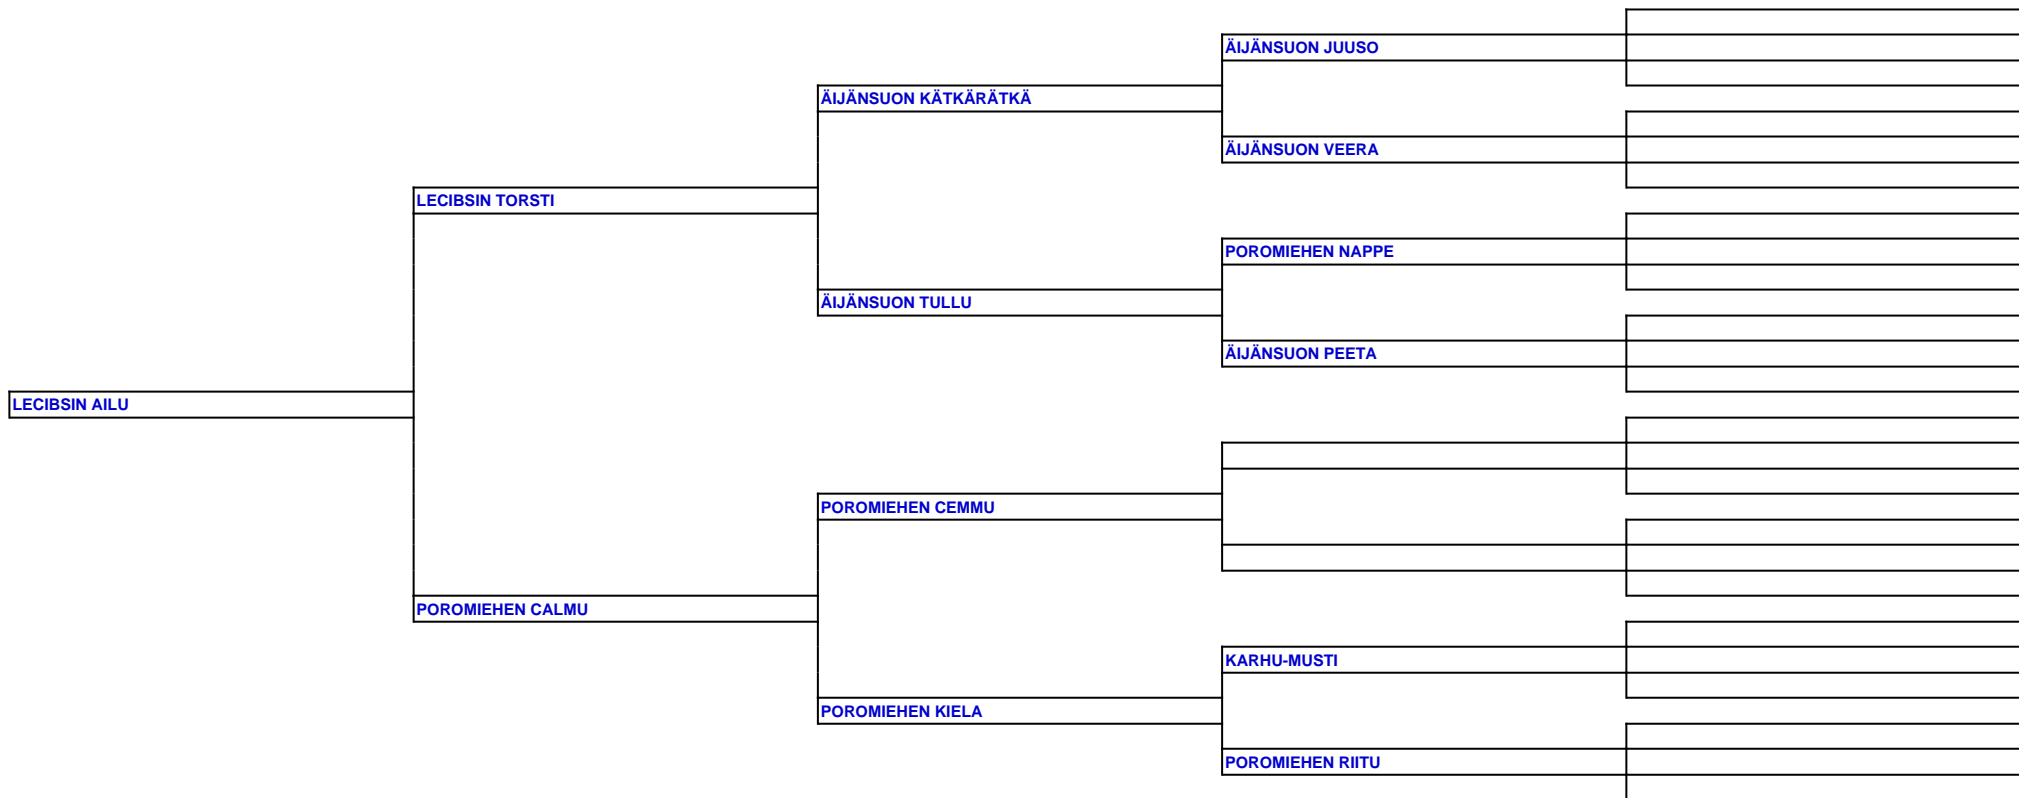 ÄIJÄNSUON JUUSO
ÄIJÄNSUON KÄTKÄRÄTKÄ
ÄIJÄNSUON VEERA
LECIBSIN TORSTI
POROMIEHEN NAPPE
ÄIJÄNSUON TULLU
ÄIJÄNSUON PEETA
LECIBSIN AILU
POROMIEHEN CEMMU
POROMIEHEN CALMU
KARHU-MUSTI
POROMIEHEN KIELA
POROMIEHEN RIITU